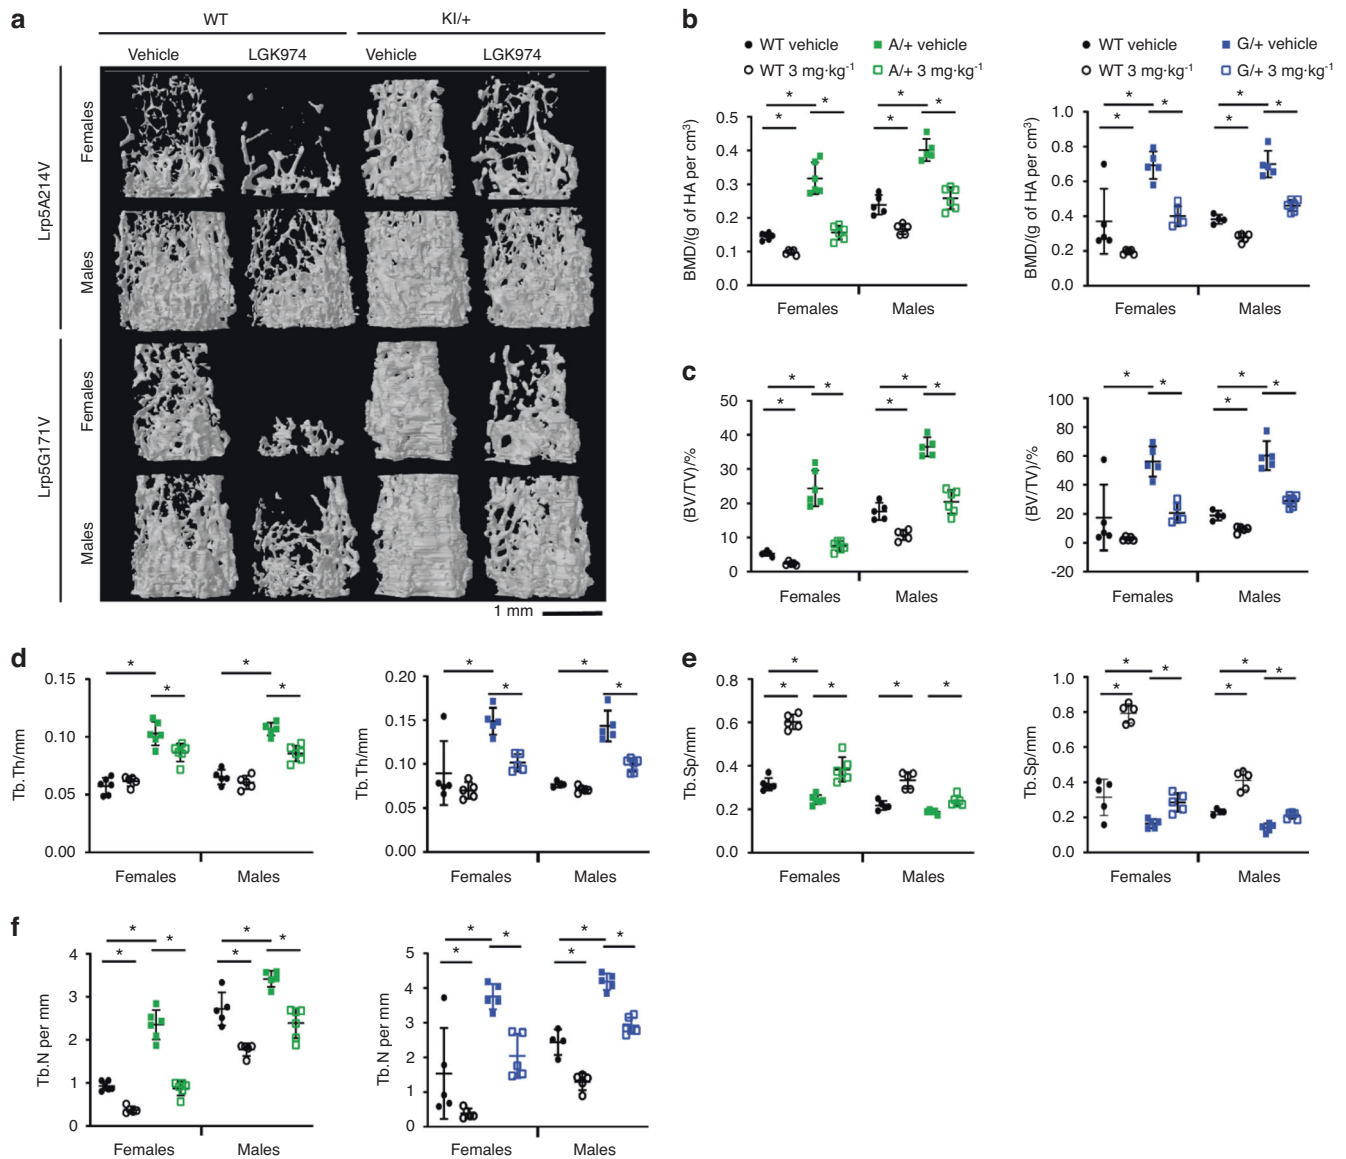 a
WT
KI/+
Vehicle
LGK974
Vehicle
LGK974
Lrp5A214V
Females
Males
Lrp5G171V
Females
Males
1 mm
b
WT vehicle
A/+ vehicle
WT 3 mg·kg⁻¹
A/+ 3 mg·kg⁻¹
* * * * * *
BMD/(g of HA per cm³)
0.5
0.4
0.3
0.2
0.1
0.0
Females
Males
WT vehicle
G/+ vehicle
WT 3 mg·kg⁻¹
G/+ 3 mg·kg⁻¹
* * * * * *
BMD/(g of HA per cm³)
1.0
0.8
0.6
0.4
0.2
0.0
Females
Males
c
* * * * * *
(BV/TV)/%
50
40
30
20
10
0
Females
Males
* * * * *
(BV/TV)/%
100
80
60
40
20
0
-20
Females
Males
d
* * * *
Tb.Th/mm
0.15
0.10
0.05
0.00
Females
Males
* * * *
Tb.Th/mm
0.20
0.15
0.10
0.05
0.00
Females
Males
e
* * * * *
Tb.Sp/mm
0.8
0.6
0.4
0.2
0.0
Females
Males
* * * * * *
Tb.Sp/mm
1.0
0.8
0.6
0.4
0.2
0.0
Females
Males
f
* * * * * *
Tb.N per mm
4
3
2
1
0
Females
Males
* * * * * *
Tb.N per mm
5
4
3
2
1
0
Females
Males